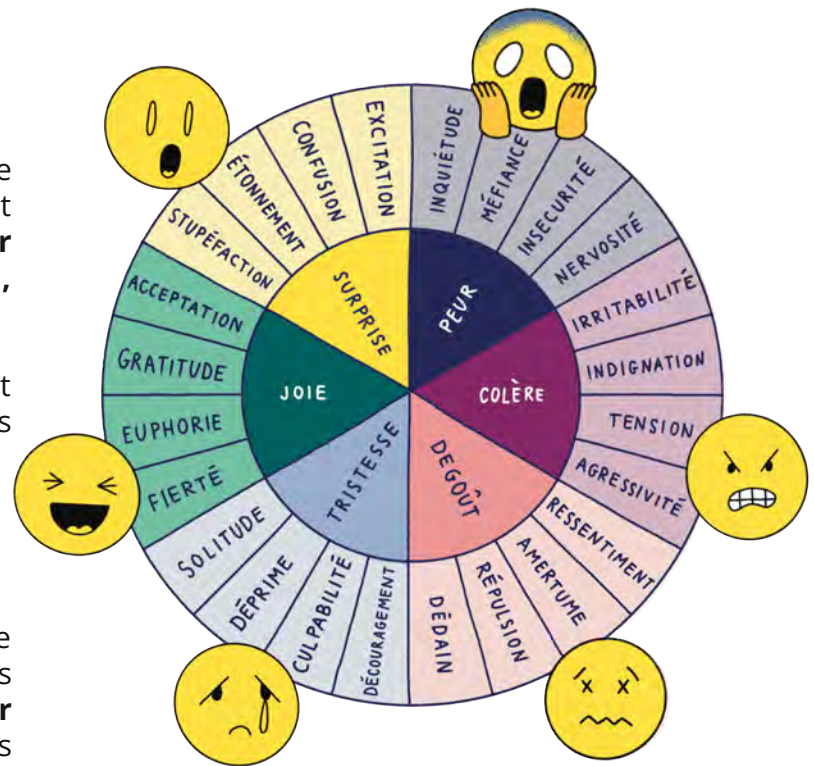 e
t
r
,
t
s
e
s
r
s
SURPRISE
STUPÉFACTION
ÉTONNEMENT
CONFUSION
EXCITATION
PEUR
INQUIÉTUDE
MÉFIANCE
INSECURITÉ
NERVOSITÉ
COLÈRE
IRRITABILITÉ
INDIGNATION
TENSION
AGRESSIVITÉ
DEGOÛT
RESSENTIMENT
AMERTUME
RÉPULSION
DÉDAIN
TRISTESSE
DÉCOURAGEMENT
CULPABILITÉ
DÉPRIME
SOLITUDE
JOIE
FIERTÉ
EUPHORIE
GRATITUDE
ACCEPTATION